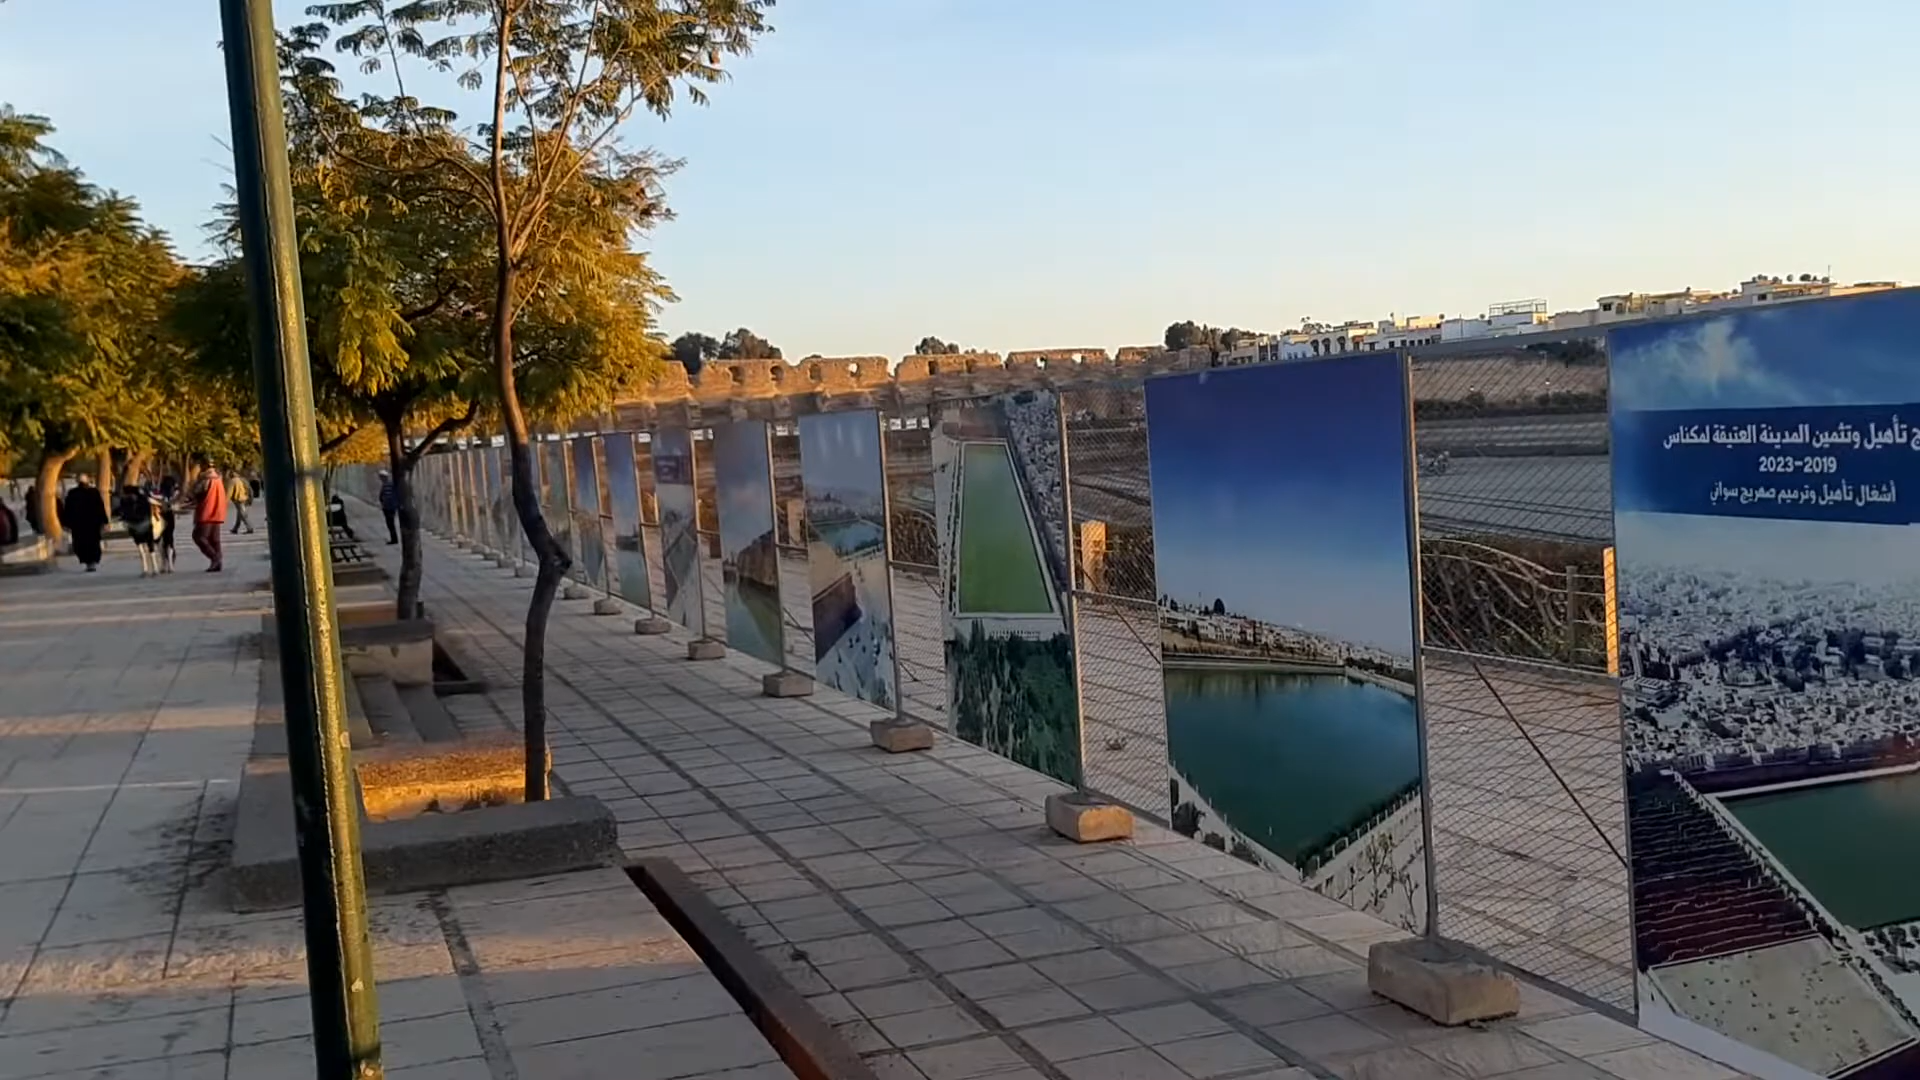 تأهيل وتثمين المدينة العتيقة لمكناس
2019-2023
أشغال تأهيل وترميم صهريج سواني